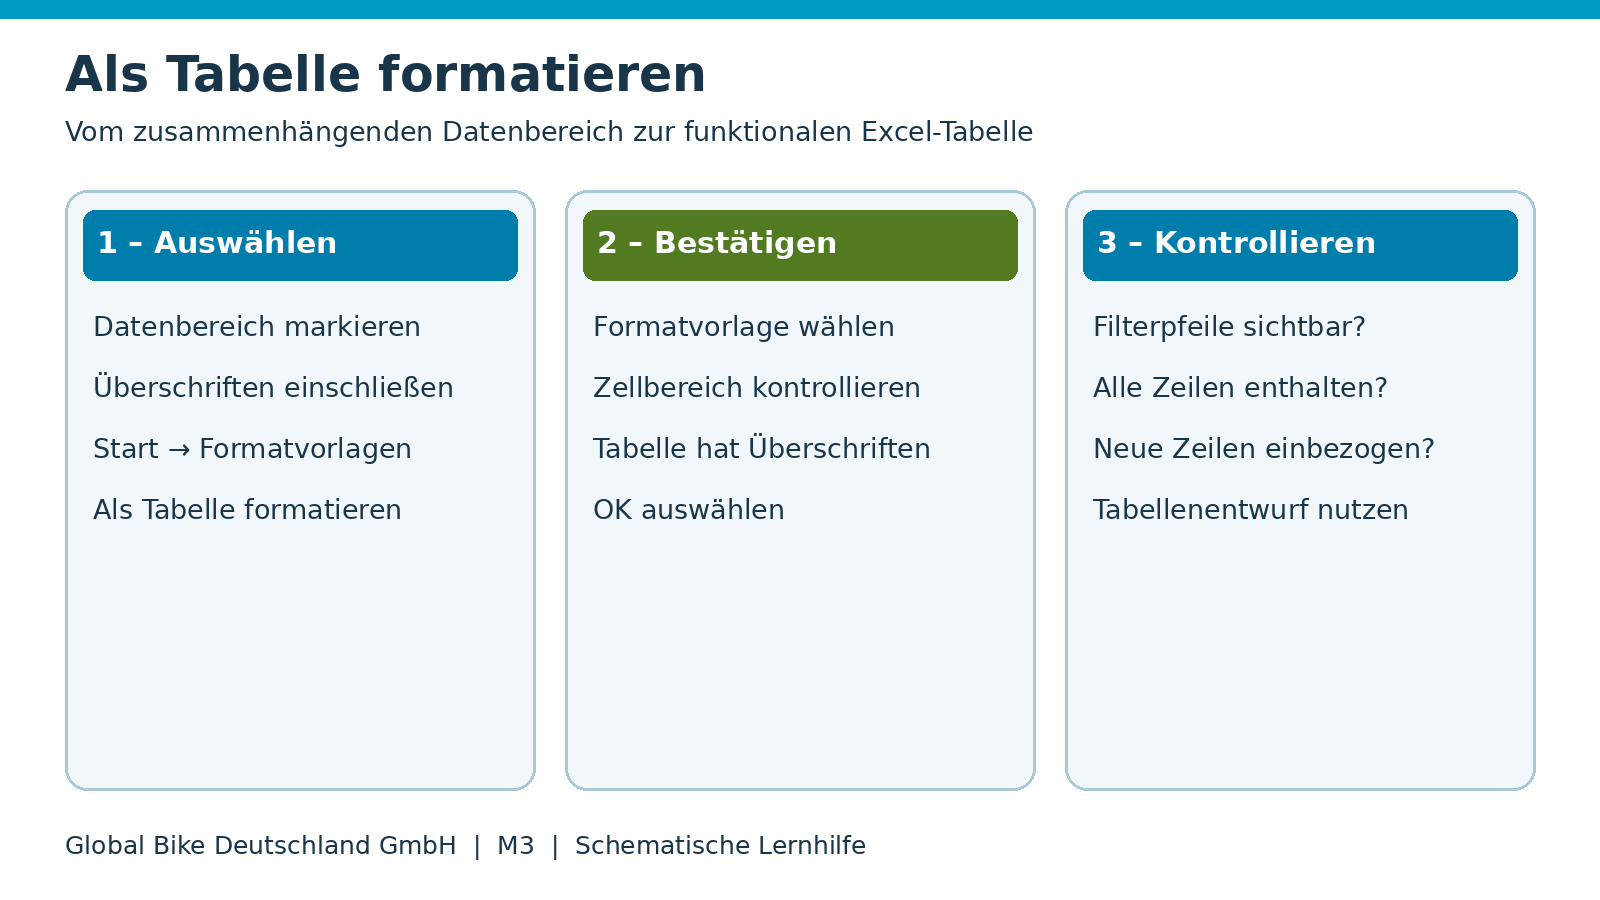 Als Tabelle formatieren
Vom zusammenhängenden Datenbereich zur funktionalen Excel-Tabelle
1 – Auswählen
Datenbereich markieren
Überschriften einschließen
Start → Formatvorlagen
Als Tabelle formatieren
2 – Bestätigen
Formatvorlage wählen
Zellbereich kontrollieren
Tabelle hat Überschriften
OK auswählen
3 – Kontrollieren
Filterpfeile sichtbar?
Alle Zeilen enthalten?
Neue Zeilen einbezogen?
Tabellenentwurf nutzen
Global Bike Deutschland GmbH | M3 | Schematische Lernhilfe